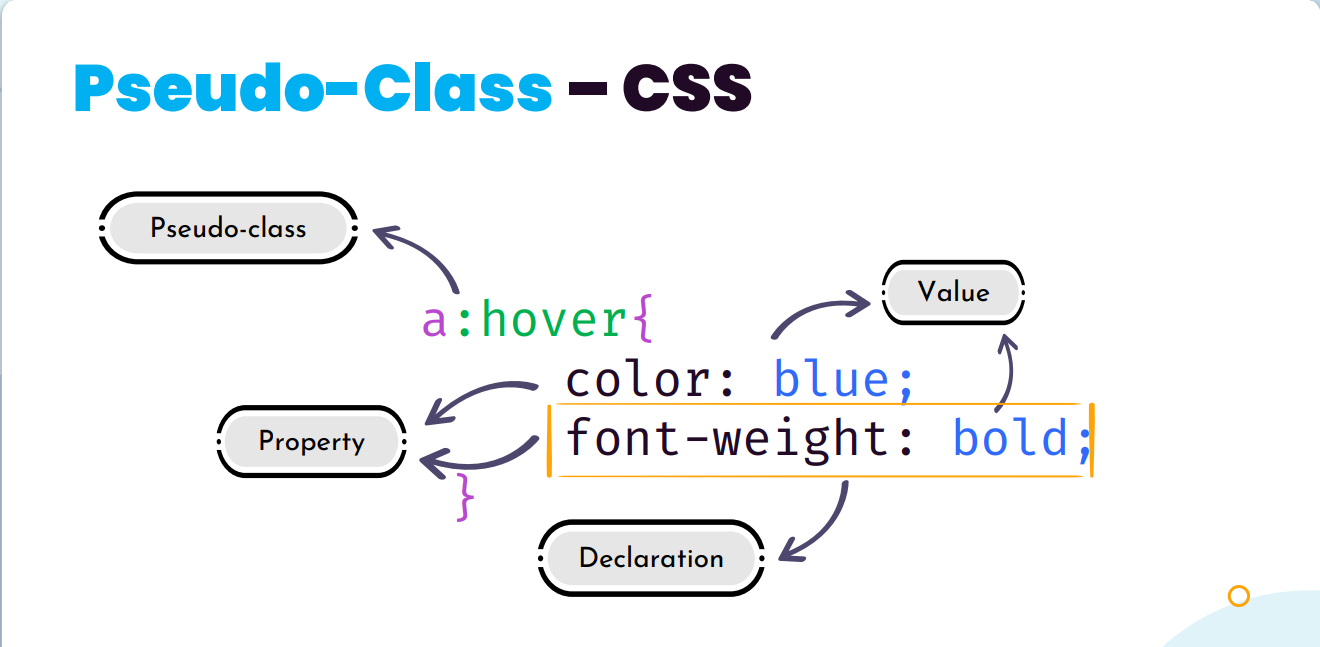 Pseudo-Class – CSS
Pseudo-class
Value
a:hover{
color: blue;
Property
font-weight: bold;
}
Declaration